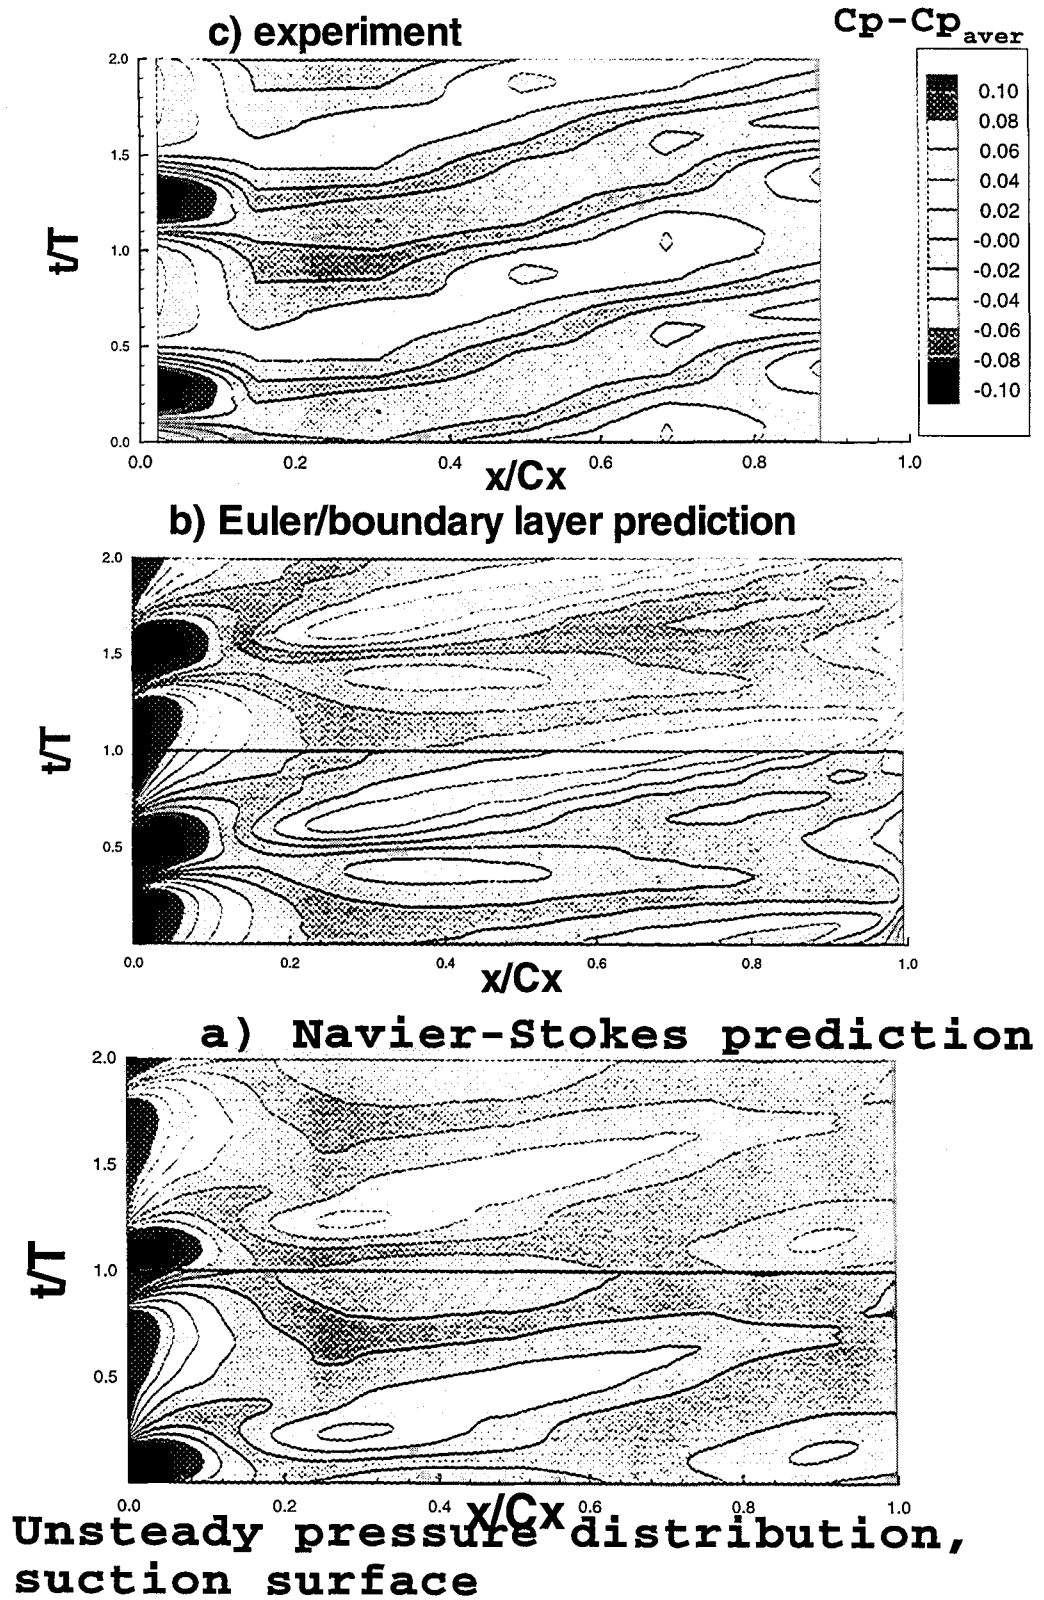 c) experiment
Cp-Cp aver
2.0
1.5
1.0
0.5
0.0
t/T
0.0 0.2 0.4 0.6 0.8 1.0
x/Cx
0.10
0.08
0.06
0.04
0.02
-0.00
-0.02
-0.04
-0.06
-0.08
-0.10
b) Euler/boundary layer prediction
2.0
1.5
1.0
0.5
t/T
0.0 0.2 0.4 0.6 0.8 1.0
x/Cx
a) Navier-Stokes prediction
2.0
1.5
1.0
0.5
t/T
0.0 0.2 0.4 0.6 0.8 1.0
x/Cx
Unsteady pressure distribution,
suction surface